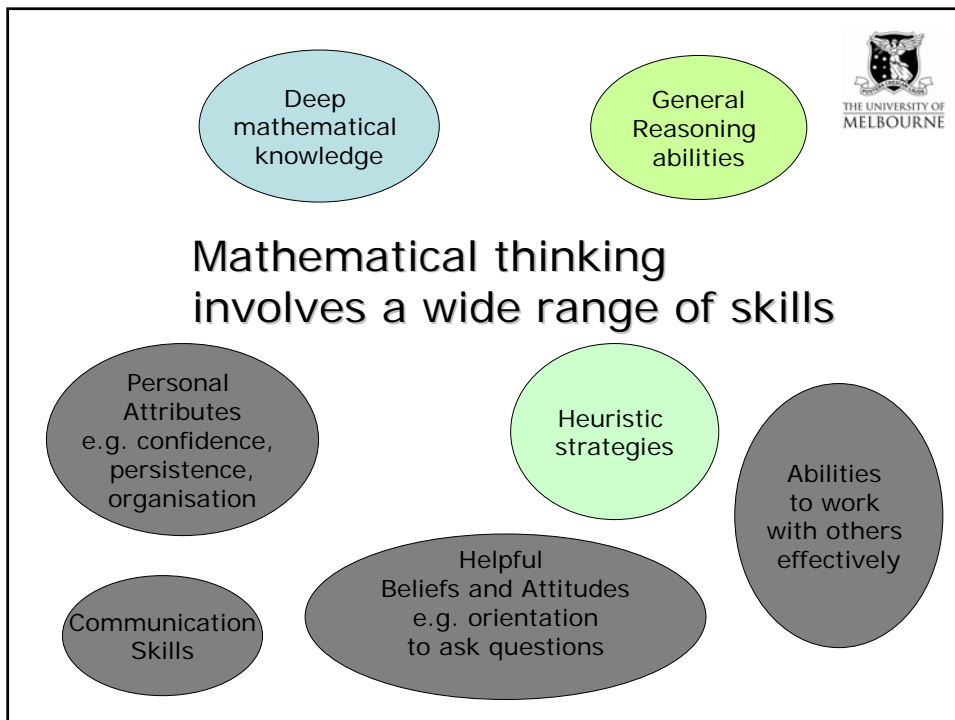 Deep
mathematical
knowledge
General
Reasoning
abilities
THE UNIVERSITY OF
MELBOURNE
Mathematical thinking
involves a wide range of skills
Personal
Attributes
e.g. confidence,
persistence,
organisation
Heuristic
strategies
Abilities
to work
with others
effectively
Helpful
Beliefs and Attitudes
e.g. orientation
to ask questions
Communication
Skills